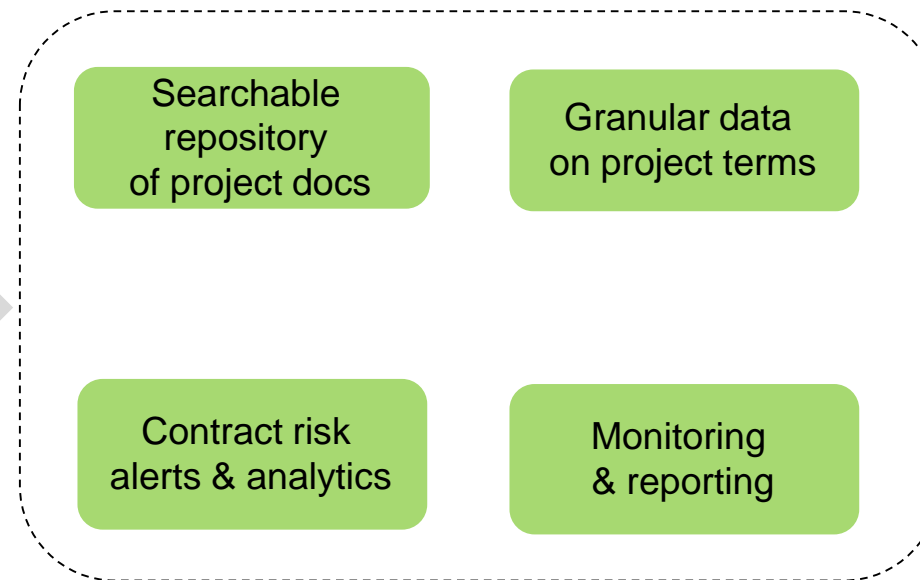 Searchable
repository
of project docs
Granular data
on project terms
Contract risk
alerts & analytics
Monitoring
& reporting